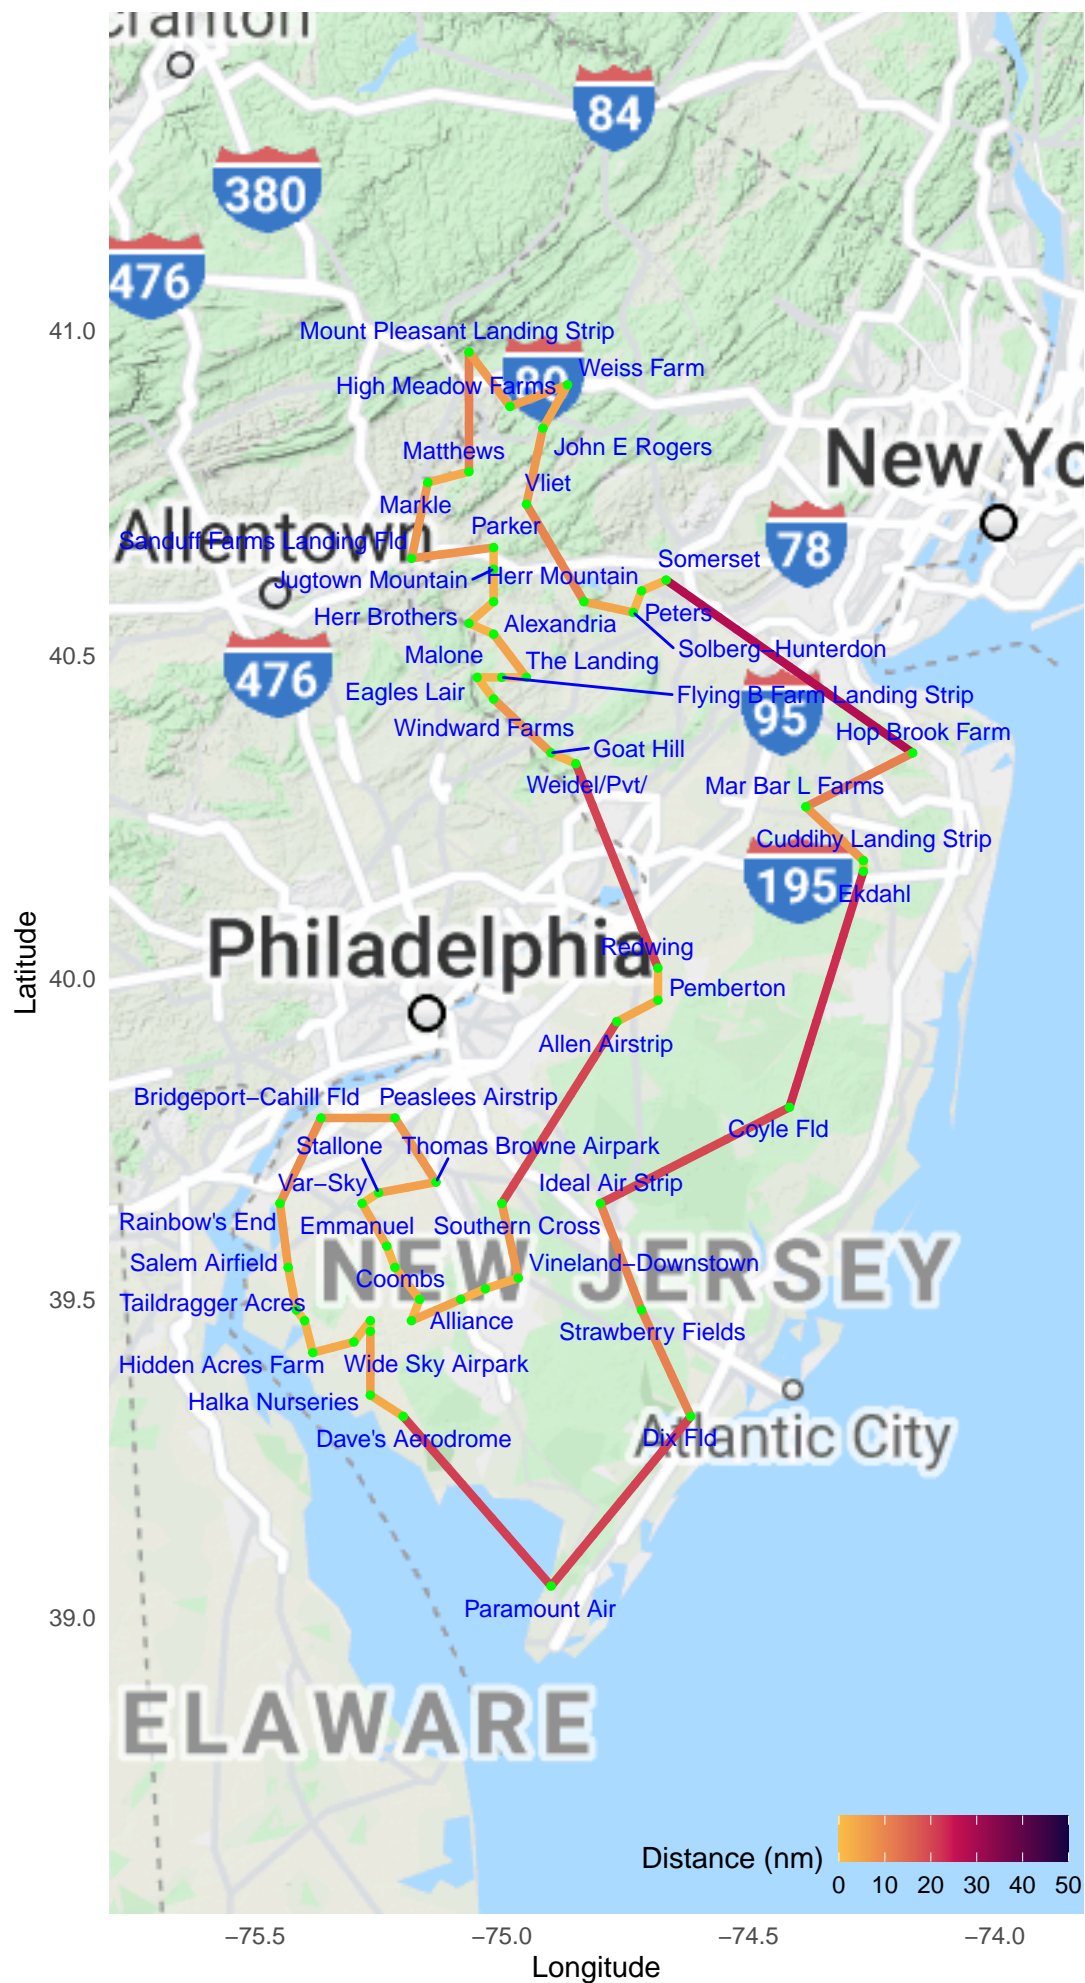 cranton
84
380
476
41.0
Mount Pleasant Landing Strip
80
Weiss Farm
High Meadow Farms
John E Rogers
Matthews
New Yo
Vliet
Markle
Parker
Allentown
Sanduff Farms Landing Fld
78
Somerset
Jugtown Mountain
Herr Mountain
Herr Brothers
Alexandria
Peters
40.5
Malone
The Landing
Solberg−Hunterdon
476
Eagles Lair
Flying B Farm Landing Strip
95
Windward Farms
Goat Hill
Hop Brook Farm
Weidel/Pvt/
Mar Bar L Farms
Cuddihy Landing Strip
195
Ekdahl
Philadelphia
Redwing
Latitude
40.0
Pemberton
Allen Airstrip
Bridgeport−Cahill Fld
Peaslees Airstrip
Coyle Fld
Stallone
Thomas Browne Airpark
Var−Sky
Ideal Air Strip
Rainbow's End
Emmanuel
Southern Cross
Salem Airfield
NEW JERSEY
Vineland−Downstown
Coombs
39.5
Taildragger Acres
Alliance
Strawberry Fields
Hidden Acres Farm
Wide Sky Airpark
Halka Nurseries
Dave's Aerodrome
Dix Fld
Atlantic City
39.0
Paramount Air
ELAWARE
Distance (nm)
0 10 20 30 40 50
−75.5 −75.0 −74.5 −74.0
Longitude